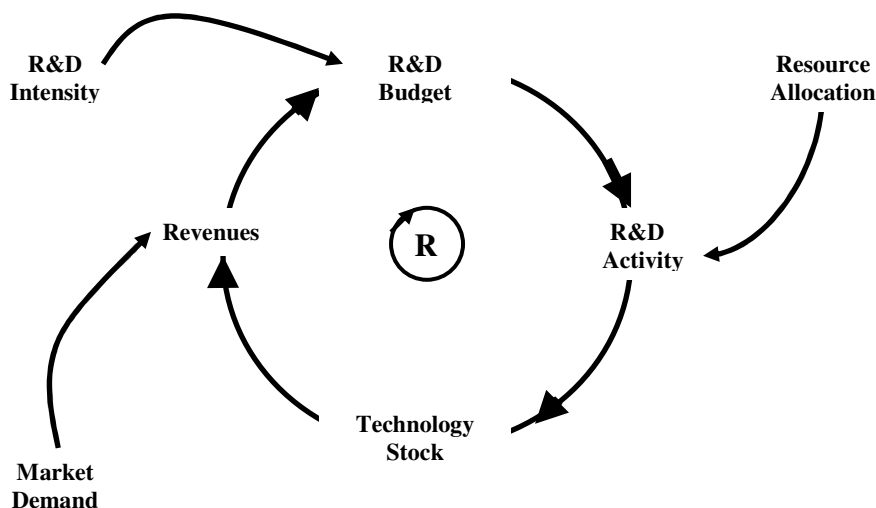 R&D
Intensity
R&D
Budget
Resource
Allocation
Revenues
R
R&D
Activity
Technology
Stock
Market
Demand